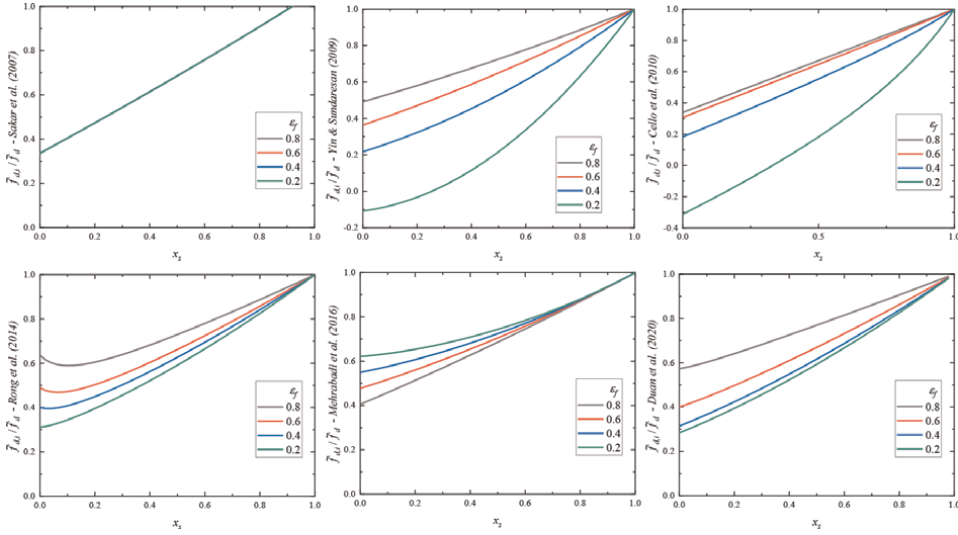 f̄ d,i / f̄ d - Sakar et al. (2007)
1.0
0.8
0.6
0.4
0.2
0.0
εf
0.8
0.6
0.4
0.2
0.0 0.2 0.4 0.6 0.8 1.0
xs
f̄ d,i / f̄ d - Yin & Sundaresan (2009)
1.0
0.8
0.6
0.4
0.2
0.0
-0.2
εf
0.8
0.6
0.4
0.2
0.0 0.2 0.4 0.6 0.8 1.0
xs
f̄ d,i / f̄ d - Cello et al. (2010)
1.0
0.8
0.6
0.4
0.2
0.0
-0.2
-0.4
εf
0.8
0.6
0.4
0.2
0.0 0.5 1.0
xs
f̄ d,i / f̄ d - Rong et al. (2014)
1.0
0.8
0.6
0.4
0.2
0.0
εf
0.8
0.6
0.4
0.2
0.0 0.2 0.4 0.6 0.8 1.0
xs
f̄ d,i / f̄ d - Mehrabadi et al. (2016)
1.0
0.8
0.6
0.4
0.2
0.0
εf
0.8
0.6
0.4
0.2
0.0 0.2 0.4 0.6 0.8 1.0
xs
f̄ d,i / f̄ d - Duan et al. (2020)
1.0
0.8
0.6
0.4
0.2
0.0
εf
0.8
0.6
0.4
0.2
0.0 0.2 0.4 0.6 0.8 1.0
xs